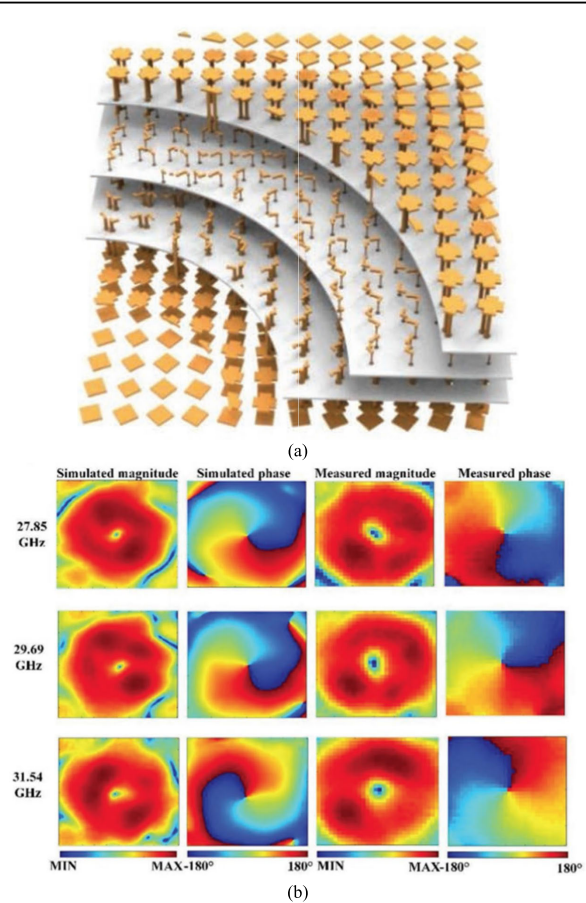 (a)
Simulated magnitude Simulated phase Measured magnitude Measured phase
27.85
GHz
29.69
GHz
31.54
GHz
MIN MAX-180° 180° MIN MAX-180° 180°
(b)